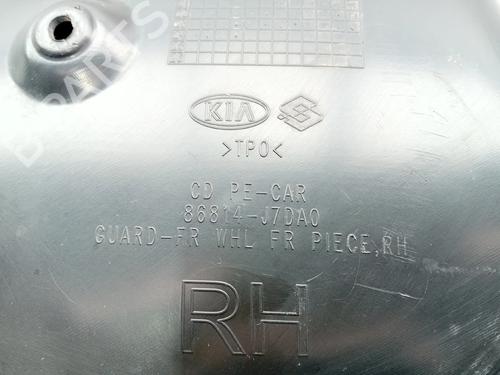 KIA
>TPO<
CD PE-CAR
86814-J7DA0
GUARD-FR WHL FR PIECE,RH
RH